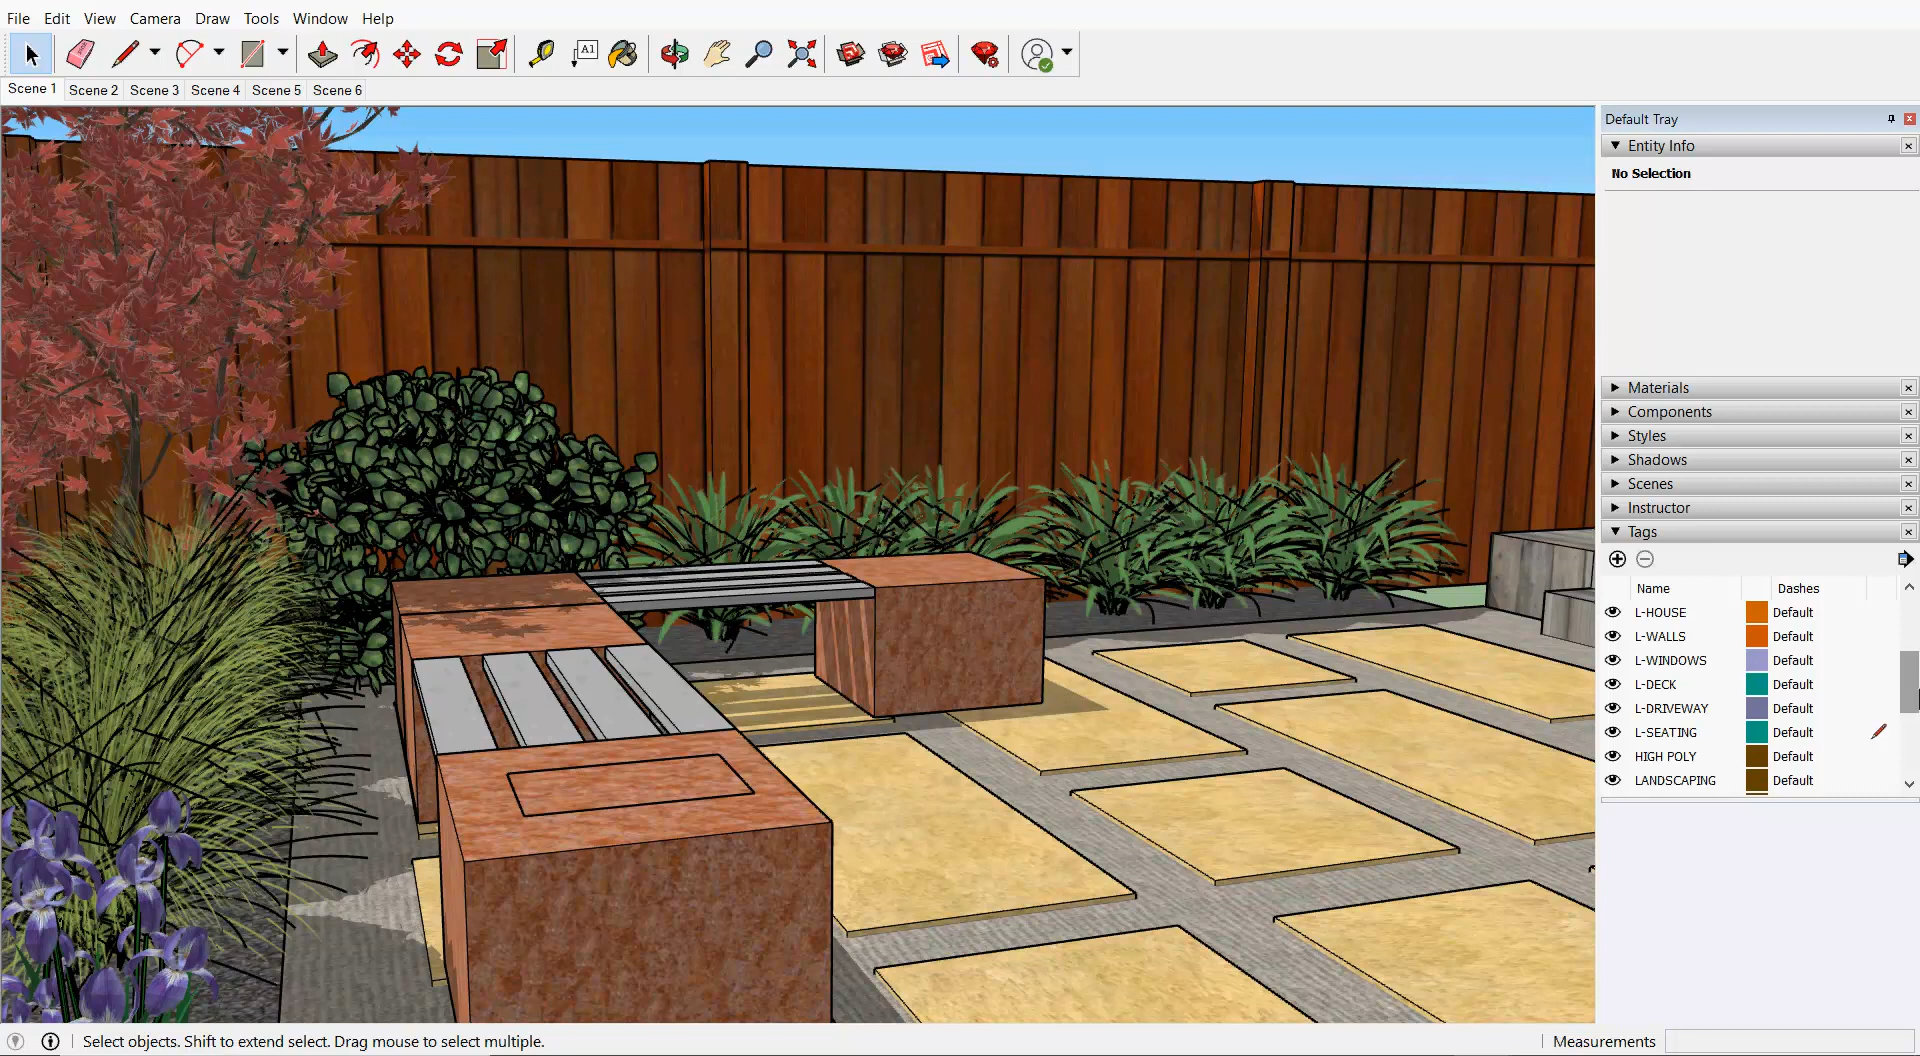 File Edit View Camera Draw Tools Window Help
A1
Scene 1 Scene 2 Scene 3 Scene 4 Scene 5 Scene 6
Default Tray
Entity Info
No Selection
Materials
Components
Styles
Shadows
Scenes
Instructor
Tags
Name Dashes
L-HOUSE Default
L-WALLS Default
L-WINDOWS Default
L-DECK Default
L-DRIVEWAY Default
L-SEATING Default
HIGH POLY Default
LANDSCAPING Default
Select objects. Shift to extend select. Drag mouse to select multiple.
Measurements